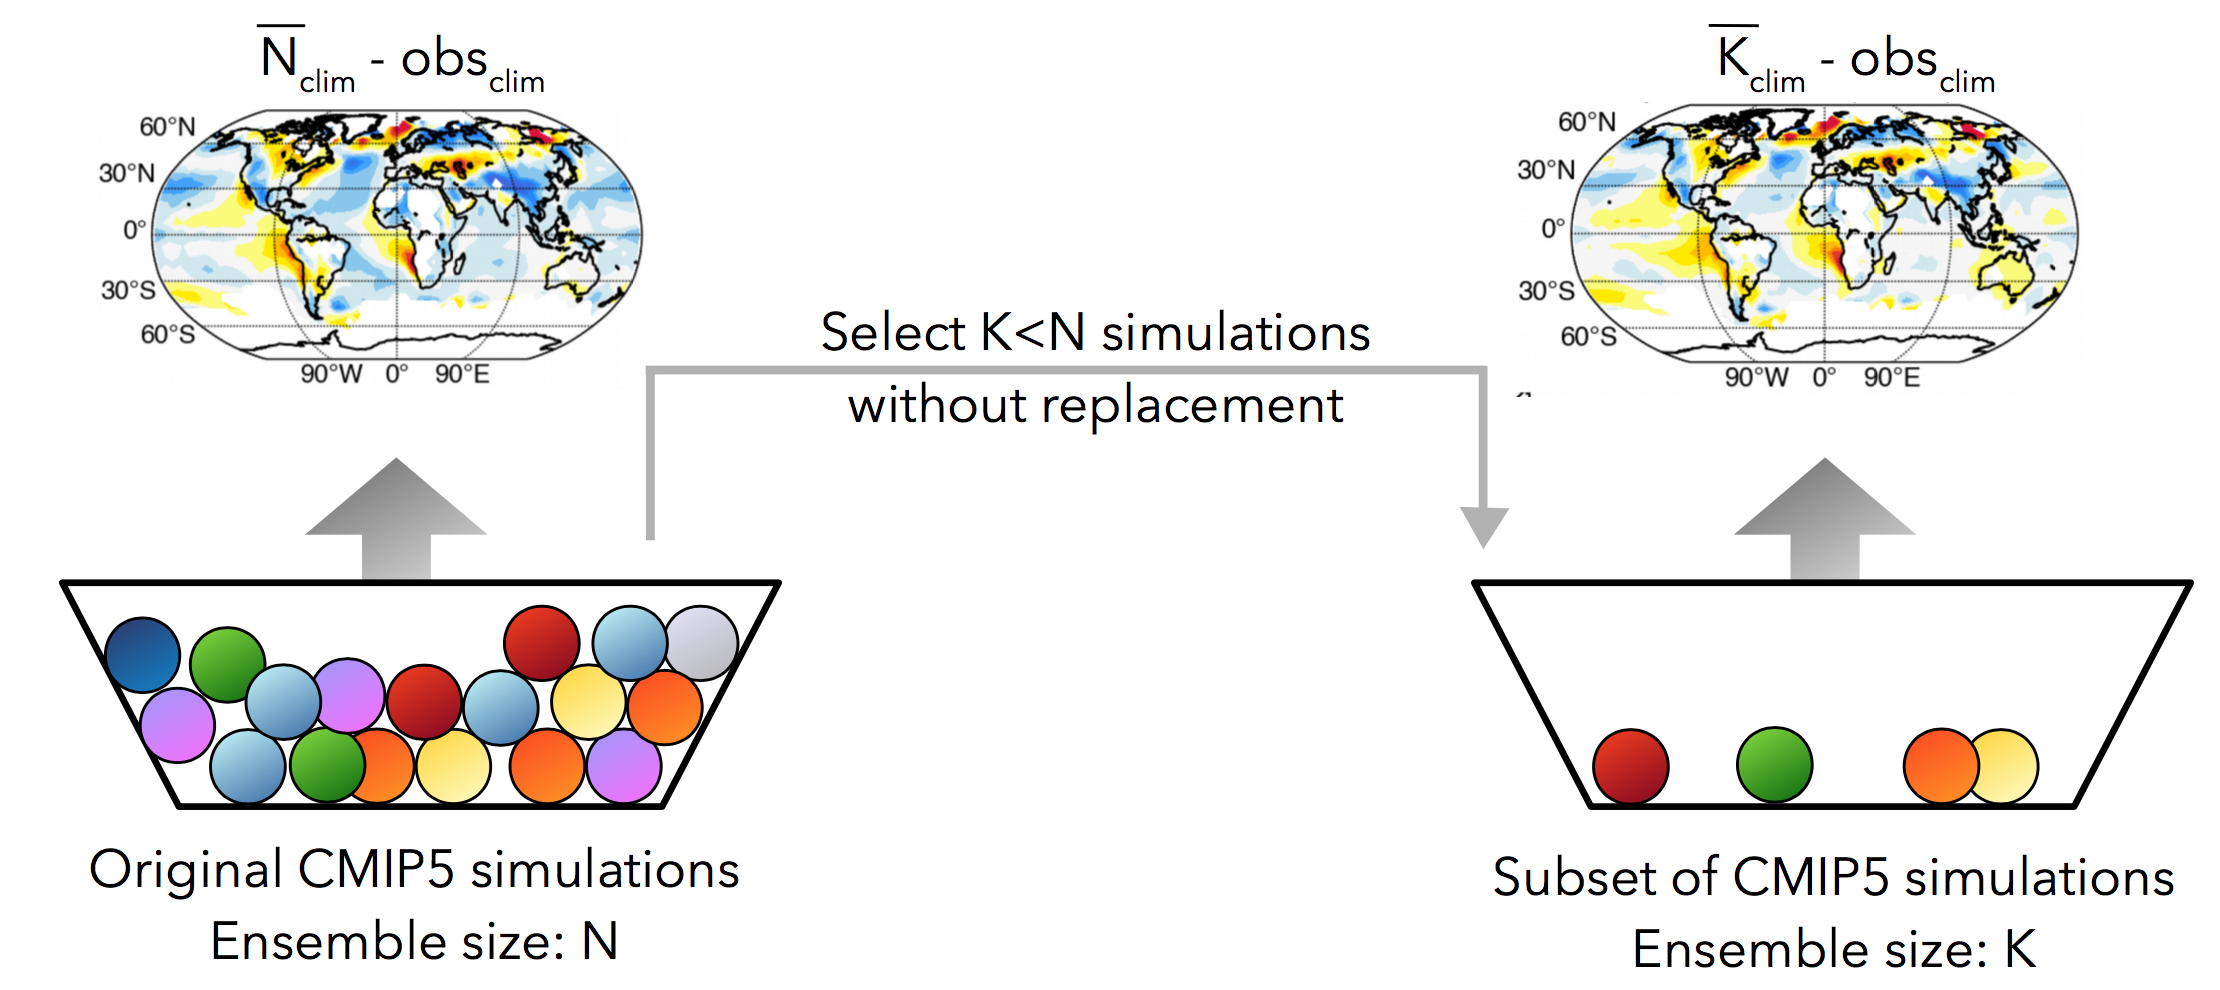 N̅clim - obsclim
60°N
30°N
0°
30°S
60°S
90°W 0° 90°E
Select K<N simulations
without replacement
K̅clim - obsclim
60°N
30°N
0°
30°S
60°S
90°W 0° 90°E
Original CMIP5 simulations
Ensemble size: N
Subset of CMIP5 simulations
Ensemble size: K